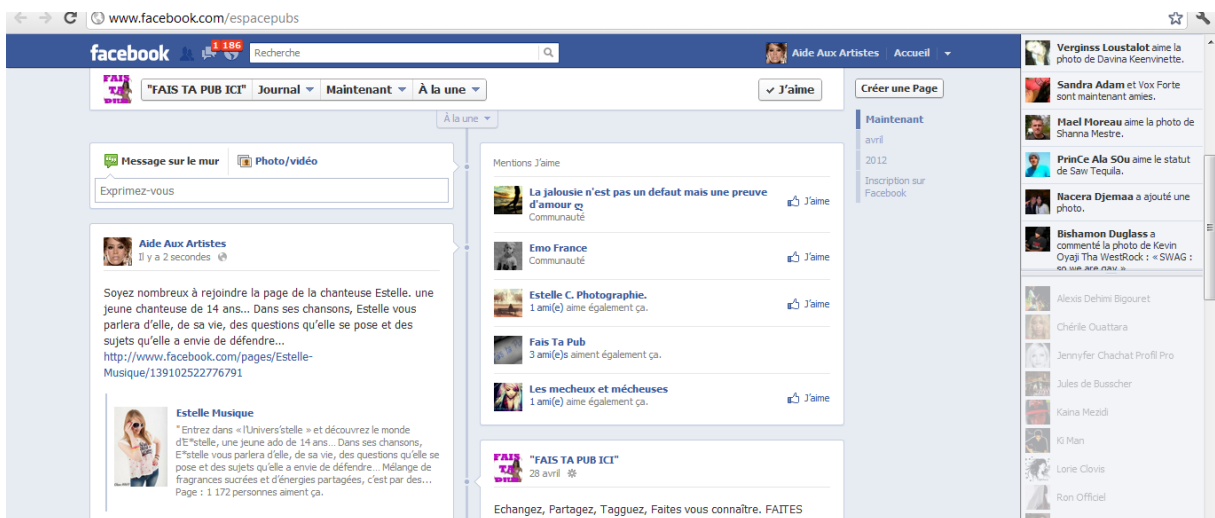 www.facebook.com/espacepubs
facebook
1 186
Recherche
Aide Aux Artistes
Accueil
FAIS
TA
PUB
"FAIS TA PUB ICI"
Journal
Maintenant
À la une
J'aime
Créer une Page
À la une
Maintenant
avril
2012
Inscription sur
Facebook
Message sur le mur
Photo/vidéo
Exprimez-vous
Aide Aux Artistes
Il y a 2 secondes
Soyez nombreux à rejoindre la page de la chanteuse Estelle. une
jeune chanteuse de 14 ans... Dans ses chansons, Estelle vous
parlera d'elle, de sa vie, des questions qu'elle se pose et des
sujets qu'elle a envie de défendre...
http://www.facebook.com/pages/Estelle-
Musique/139102522776791
Estelle Musique
"Entrez dans «l'Univers'stelle » et découvrez le monde
d'E*stelle, une jeune ado de 14 ans... Dans ses chansons,
E*stelle vous parlera d'elle, de sa vie, des questions qu'elle se
pose et des sujets qu'elle a envie de défendre... Mélange de
fragrances sucrées et d'énergies partagées, c'est par des...
Page : 1 172 personnes aiment ça.
Mentions J'aime
La jalousie n'est pas un defaut mais une preuve
d'amour ღ
Communauté
J'aime
Emo France
Communauté
J'aime
Estelle C. Photographie.
1 ami(e) aime également ça.
J'aime
Fais Ta Pub
3 ami(e)s aiment également ça.
Les mecheux et mécheuses
1 ami(e) aime également ça.
J'aime
FAIS
TA
PUB
"FAIS TA PUB ICI"
28 avril
Echangez, Partagez, Tagguez, Faites vous connaître. FAITES
Verginss Loustalot aime la
photo de Davina Keenvinette.
Sandra Adam et Vox Forte
sont maintenant amies.
Mael Moreau aime la photo de
Shanna Mestre.
PrinCe Ala SOu aime le statut
de Saw Tequila.
Nacera Djemaa a ajouté une
photo.
Bishamon Duglass a
commenté la photo de Kevin
Oyaji Tha WestRock : «SWAG :
so we are gay »
Alexis Dehimi Bigouret
Chérile Ouattara
Jennyfer Chachat Profil Pro
Jules de Busscher
Kaina Mezidi
Ki Man
Lorie Clovis
Ron Officiel